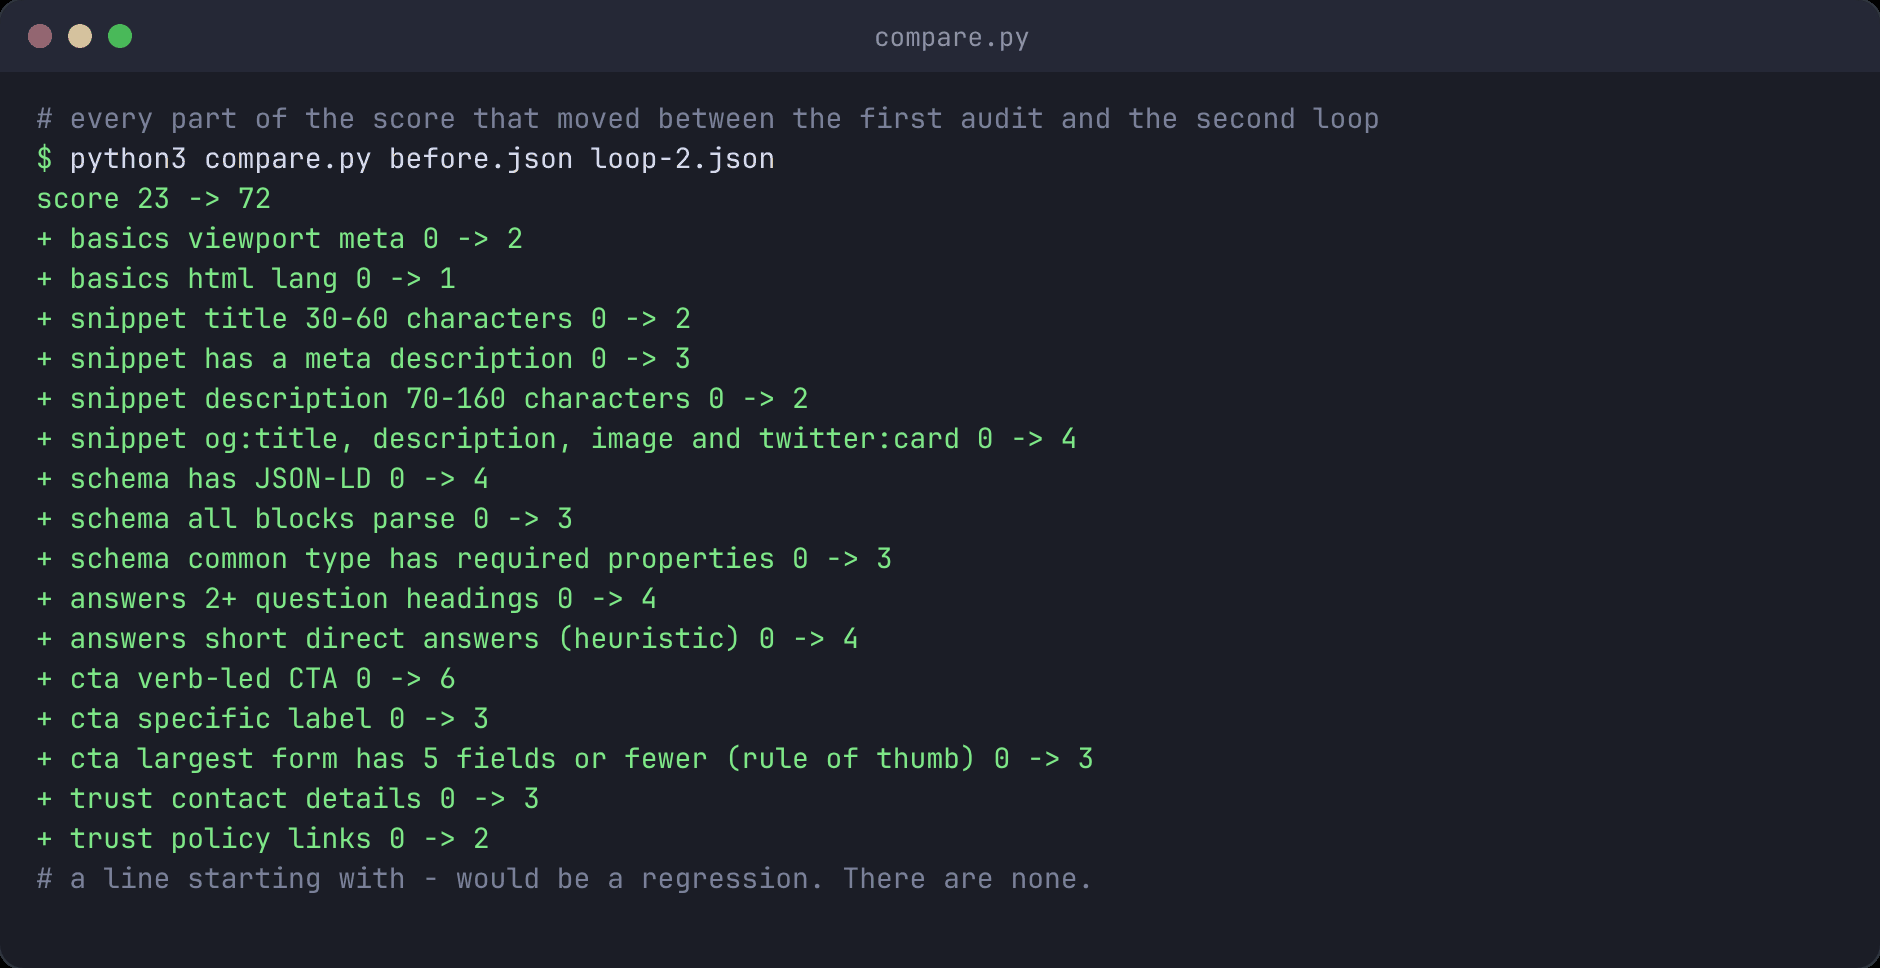 compare.py
# every part of the score that moved between the first audit and the second loop
$ python3 compare.py before.json loop-2.json
score 23 -> 72
+ basics viewport meta 0 -> 2
+ basics html lang 0 -> 1
+ snippet title 30-60 characters 0 -> 2
+ snippet has a meta description 0 -> 3
+ snippet description 70-160 characters 0 -> 2
+ snippet og:title, description, image and twitter:card 0 -> 4
+ schema has JSON-LD 0 -> 4
+ schema all blocks parse 0 -> 3
+ schema common type has required properties 0 -> 3
+ answers 2+ question headings 0 -> 4
+ answers short direct answers (heuristic) 0 -> 4
+ cta verb-led CTA 0 -> 6
+ cta specific label 0 -> 3
+ cta largest form has 5 fields or fewer (rule of thumb) 0 -> 3
+ trust contact details 0 -> 3
+ trust policy links 0 -> 2
# a line starting with - would be a regression. There are none.